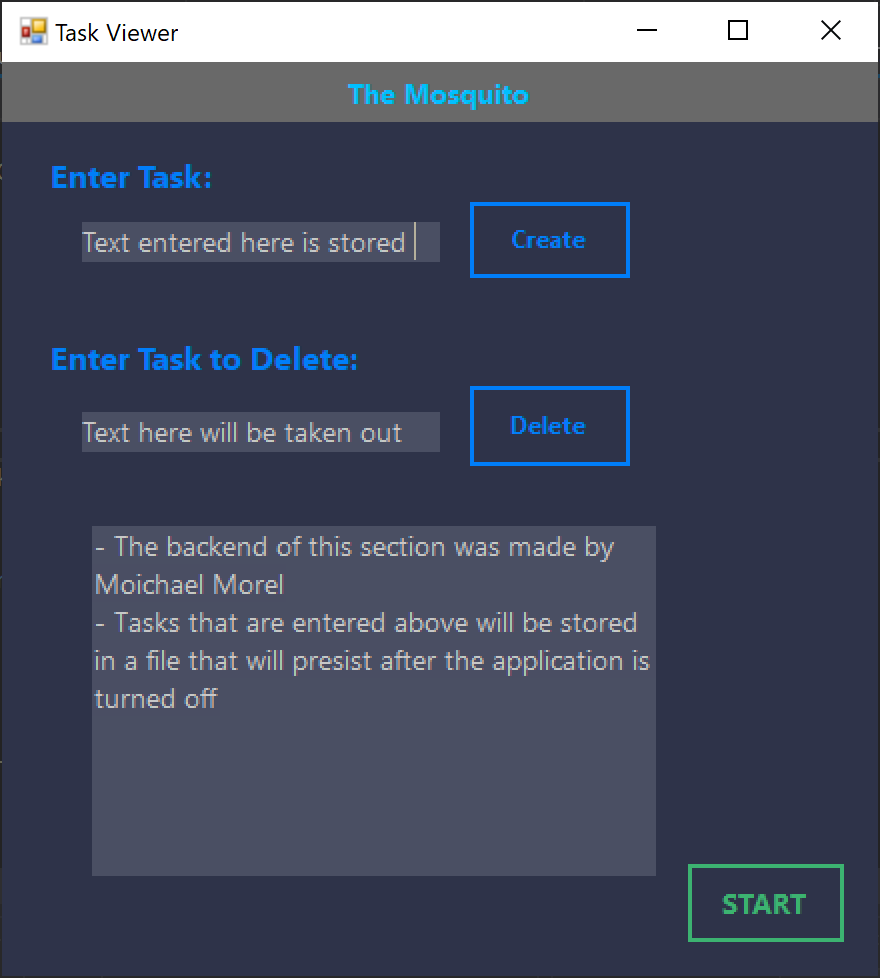 Task Viewer
The Mosquito
Enter Task:
Text entered here is stored
Create
Enter Task to Delete:
Text here will be taken out
Delete
- The backend of this section was made by
Moichael Morel
- Tasks that are entered above will be stored
in a file that will presist after the application is
turned off
START